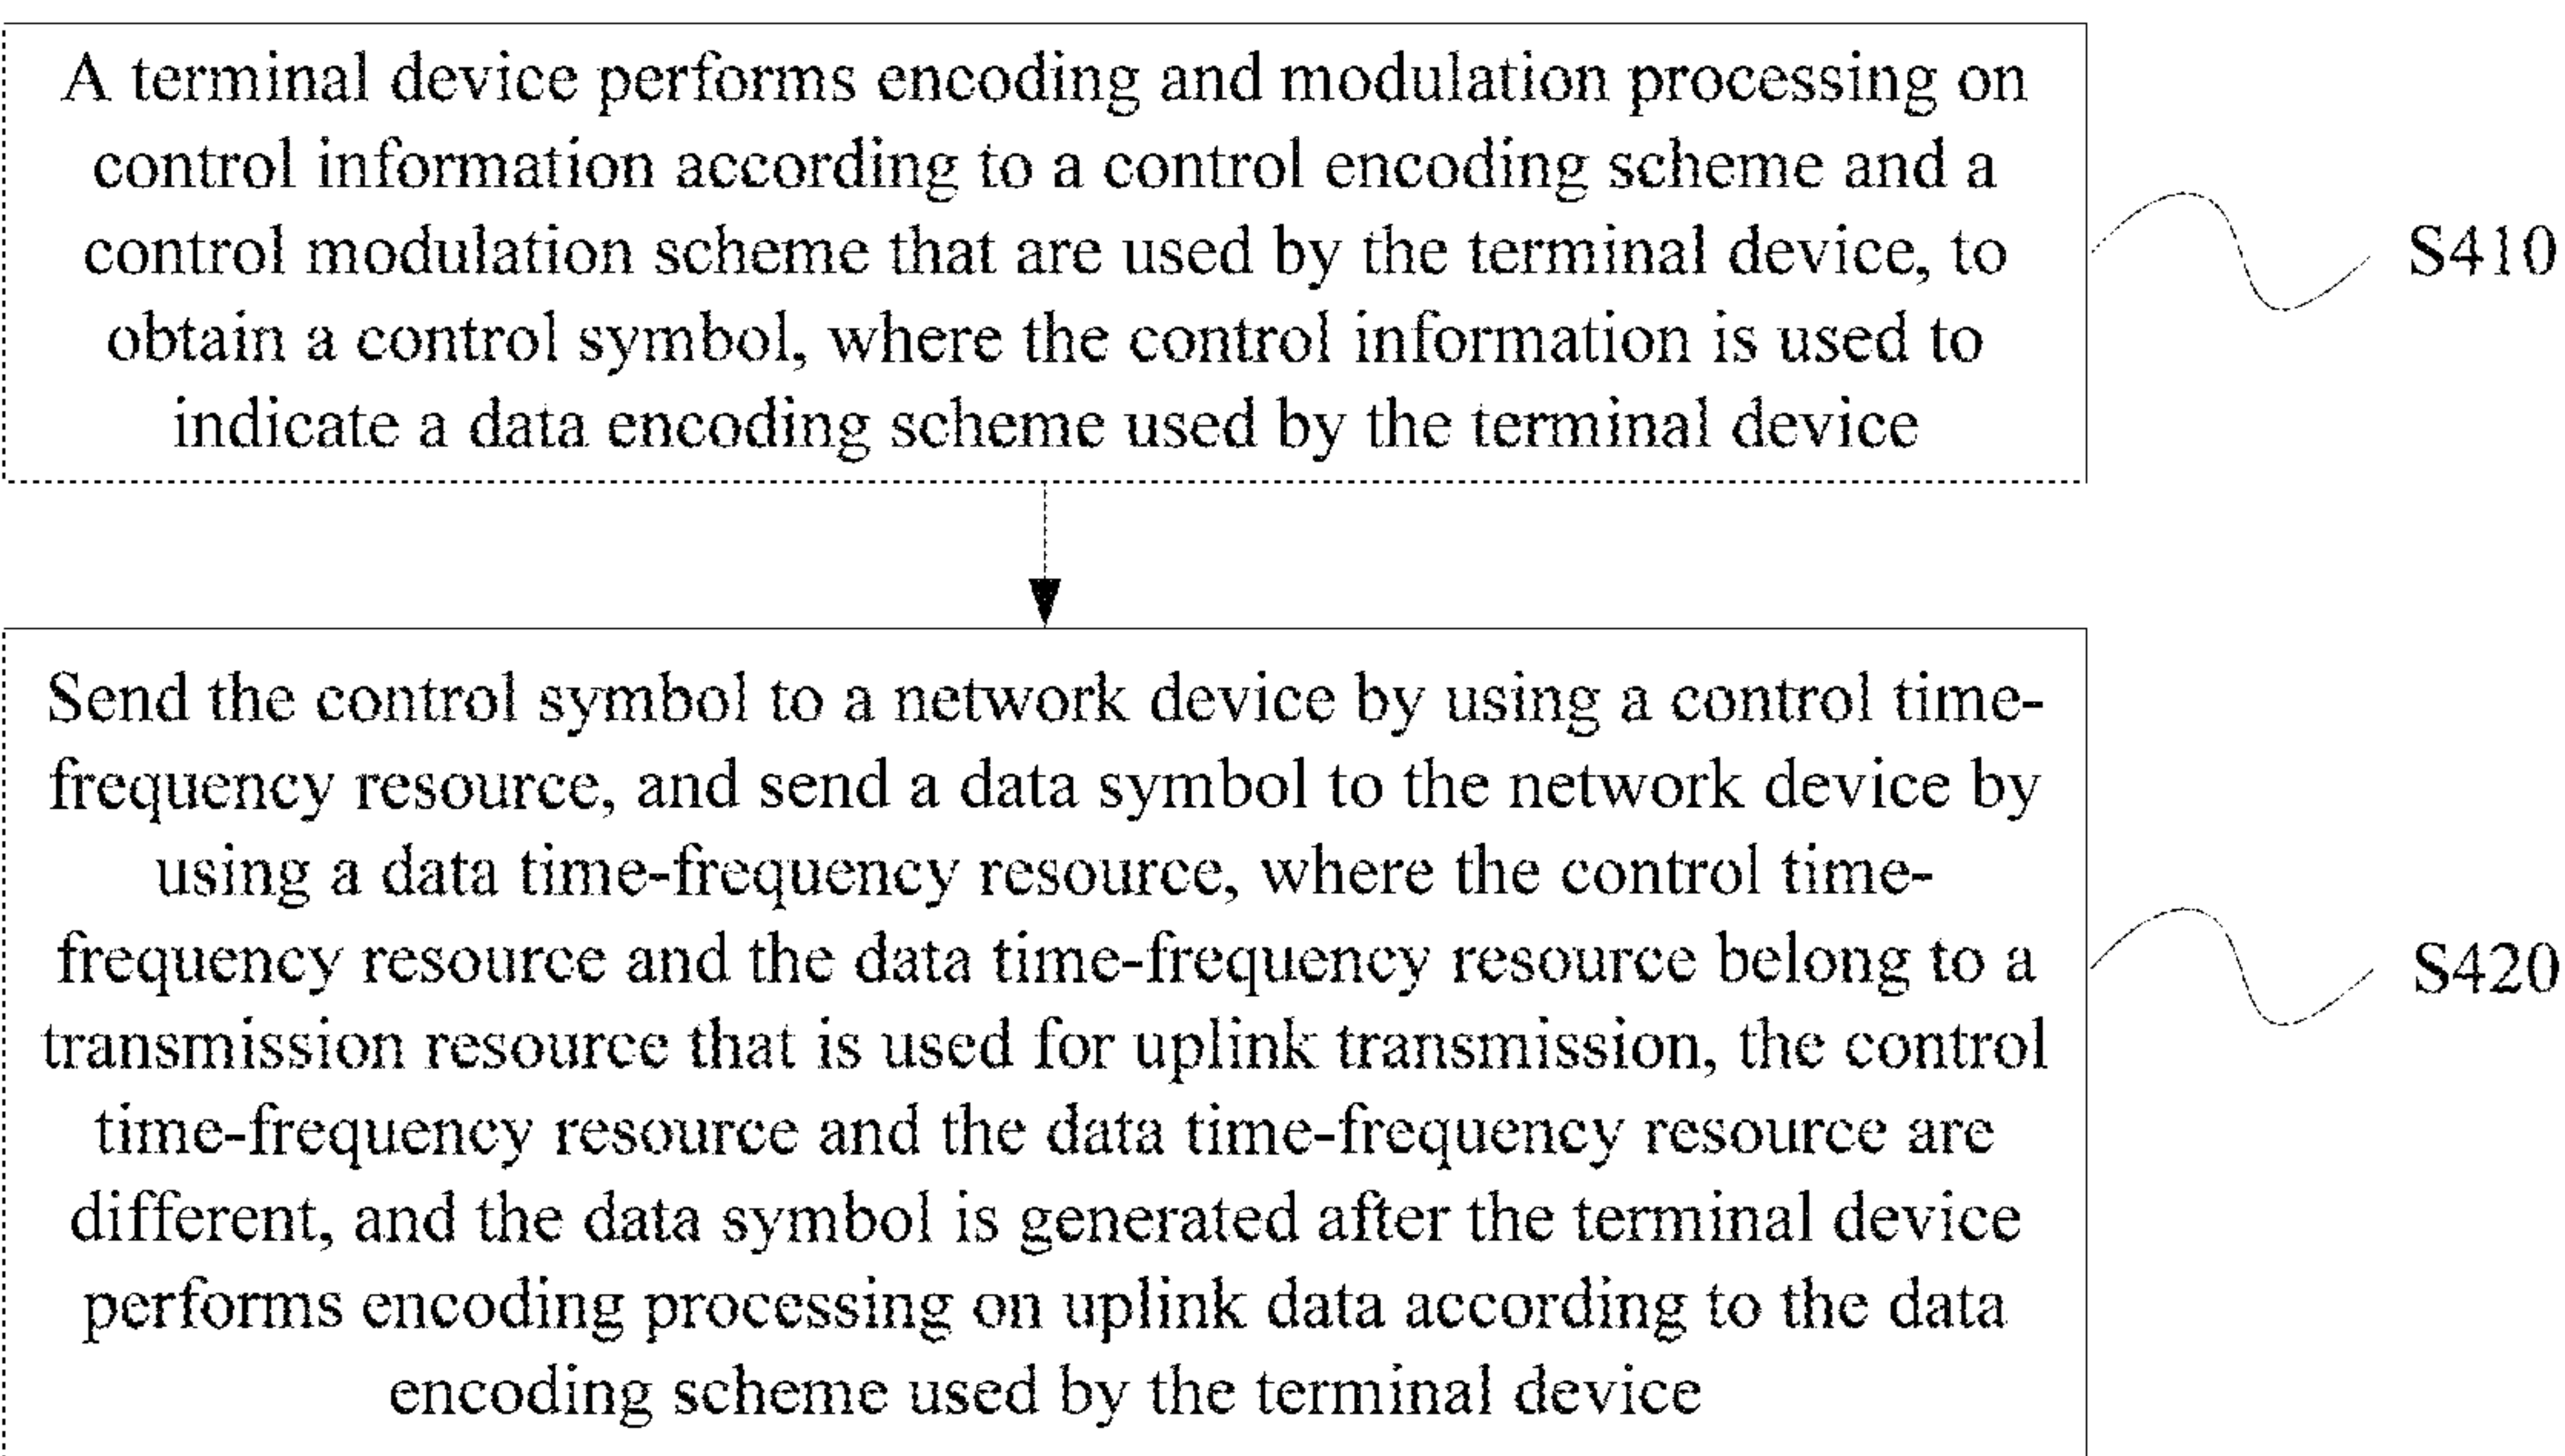 A terminal device performs encoding and modulation processing on
control information according to a control encoding scheme and a
control modulation scheme that are used by the terminal device, to
obtain a control symbol, where the control information is used to
indicate a data encoding scheme used by the terminal device
S410
Send the control symbol to a network device by using a control time-
frequency resource, and send a data symbol to the network device by
using a data time-frequency resource, where the control time-
frequency resource and the data time-frequency resource belong to a
transmission resource that is used for uplink transmission, the control
time-frequency resource and the data time-frequency resource are
different, and the data symbol is generated after the terminal device
performs encoding processing on uplink data according to the data
encoding scheme used by the terminal device
S420